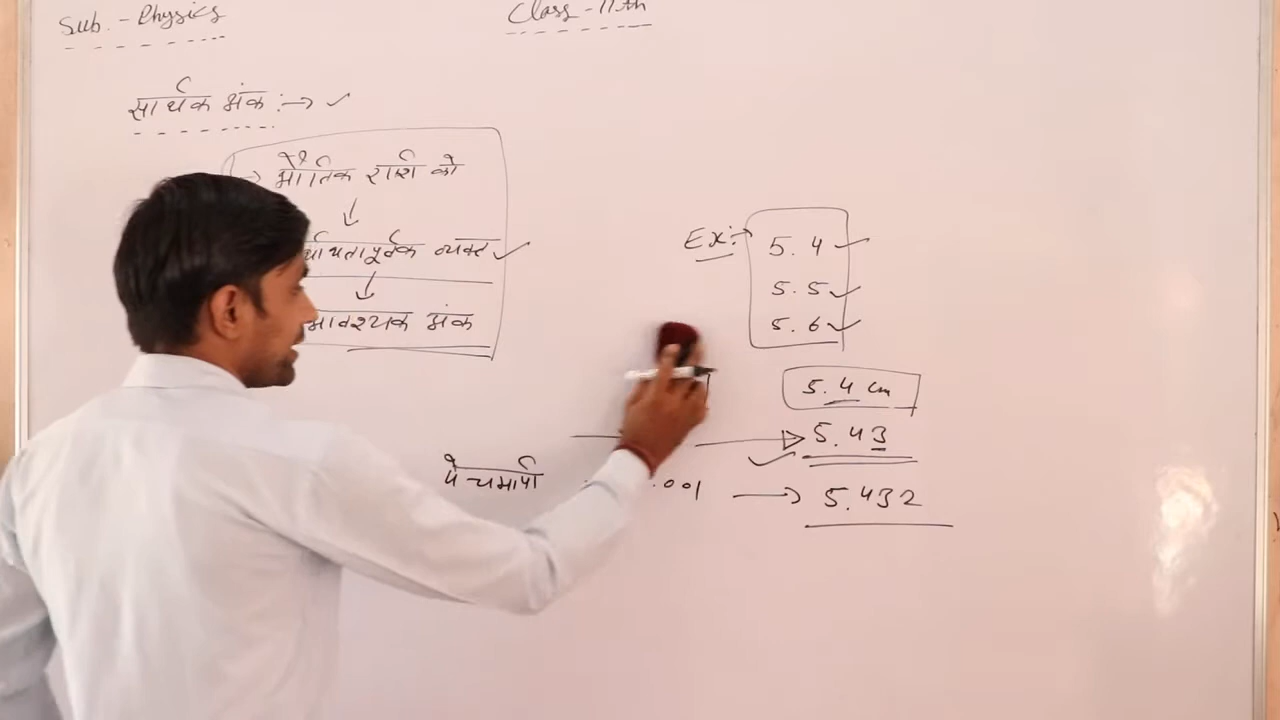 Sub. - Physics
Class - 11th
सार्थक अंक :→ ✓
→ भौतिक राशि को
↓
व्यक्त ✓
↓
आवश्यक अंक
Ex:→
5.4 ✓
5.5 ✓
5.6 ✓
5.4 cm
→ 5.43
✓
पेंचमापी
.001 → 5.432